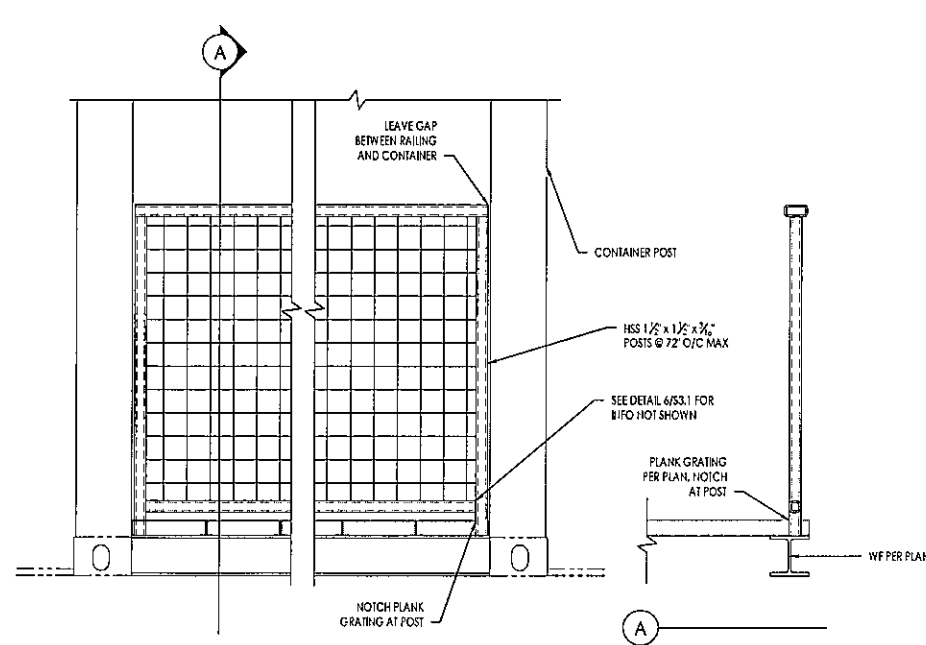 A
LEAVE GAP
BETWEEN RAILING
AND CONTAINER
CONTAINER POST
HSS 1½" x 1½" x 3/16"
POSTS @ 72" O/C MAX
SEE DETAIL 6/S3.1 FOR
INFO NOT SHOWN
PLANK GRATING
PER PLAN, NOTCH
AT POST
WF PER PLAN
NOTCH PLANK
GRATING AT POST
A